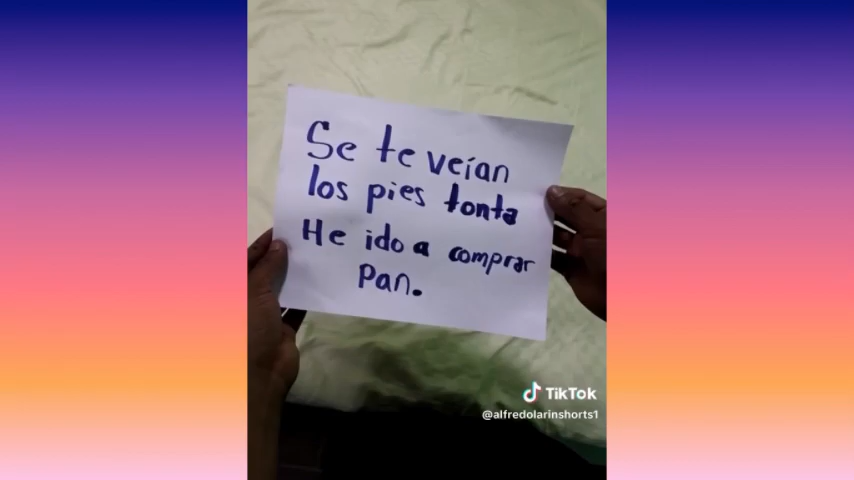 Se te veían
los pies tonta
He ido a comprar
Pan.
TikTok
@alfredolarinshorts1